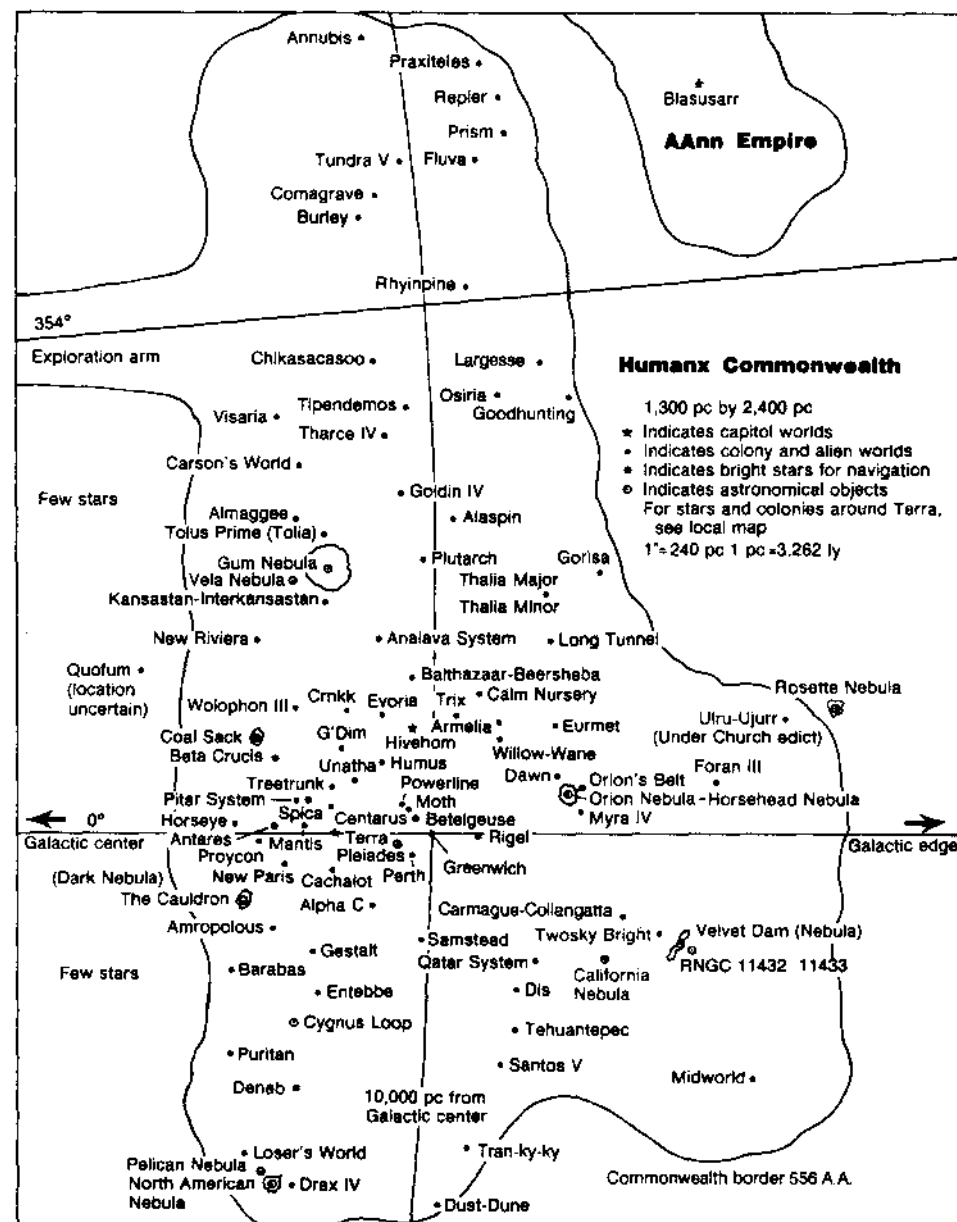 Annubis
Praxiteles
Repler
Blasusarr
AAnn Empire
Prism
Tundra V
Fluva
Comagrave
Burley
Rhyinpine
354°
Exploration arm
Chikasacasoo
Largesse
Humanx Commonwealth
Osiria
Goodhunting
Visaria
Tipendemos
Tharce IV
1,300 pc by 2,400 pc
Indicates capitol worlds
Indicates colony and alien worlds
Indicates bright stars for navigation
Indicates astronomical objects
For stars and colonies around Terra,
see local map
1"=240 pc 1 pc=3.262 ly
Carson's World
Few stars
Goldin IV
Almaggee
Alaspin
Tolus Prime (Tolia)
Gum Nebula
Plutarch
Gorisa
Vela Nebula
Thalia Major
Kansastan-Interkansastan
Thalia Minor
New Riviera
Analava System
Long Tunnel
Quofum
(location
uncertain)
Balthazaar-Beersheba
Rosette Nebula
Wolophon III
Crnkk
Evoria
Trix
Calm Nursery
Ulru-Ujurr
(Under Church edict)
Coal Sack
G'Dim
Hivehom
Armelia
Eurmet
Beta Crucis
Unatha
Humus
Willow-Wane
Foran III
Treetrunk
Powerline
Dawn
Orion's Belt
Pitar System
Moth
Orion Nebula-Horsehead Nebula
Horseye
Spica
Centarus
Betelgeuse
Myra IV
0°
Galactic center
Antares
Mantis
Terra
Rigel
Galactic edge
Proycon
Pleiades
Greenwich
(Dark Nebula)
New Paris
Cachalot
Perth
The Cauldron
Alpha C
Carmague-Collangatta
Amropolous
Samstead
Twosky Bright
Velvet Dam (Nebula)
Gestalt
Qatar System
RNGC 11432 11433
Few stars
Barabas
California
Nebula
Entebbe
Dis
Cygnus Loop
Tehuantepec
Puritan
Santos V
Deneb
Midworld
10,000 pc from
Galactic center
Loser's World
Tran-ky-ky
Pelican Nebula
North American
Nebula
Drax IV
Commonwealth border 556 A.A.
Dust-Dune